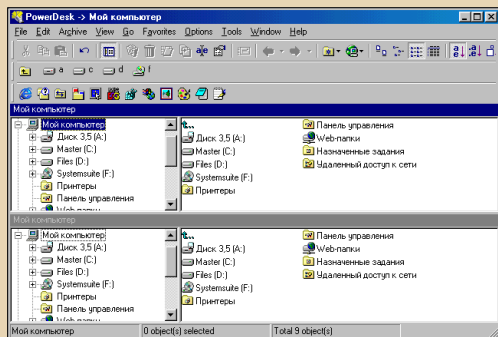 PowerDesk -> Мой компьютер
File Edit Archive View Go Favorites Options Tools Window Help
a c d f
Мой компьютер
Мой компьютер
Диск 3,5 (A:)
Master (C:)
Files (D:)
Systemsuite (F:)
Принтеры
Панель управления
Web-папки
Диск 3,5 (A:)
Master (C:)
Files (D:)
Systemsuite (F:)
Принтеры
Панель управления
Web-папки
Назначенные задания
Удаленный доступ к сети
Мой компьютер
Мой компьютер
Диск 3,5 (A:)
Master (C:)
Files (D:)
Systemsuite (F:)
Принтеры
Панель управления
Диск 3,5 (A:)
Master (C:)
Files (D:)
Systemsuite (F:)
Принтеры
Панель управления
Web-папки
Назначенные задания
Удаленный доступ к сети
Мой компьютер 0 object(s) selected Total 9 object(s)